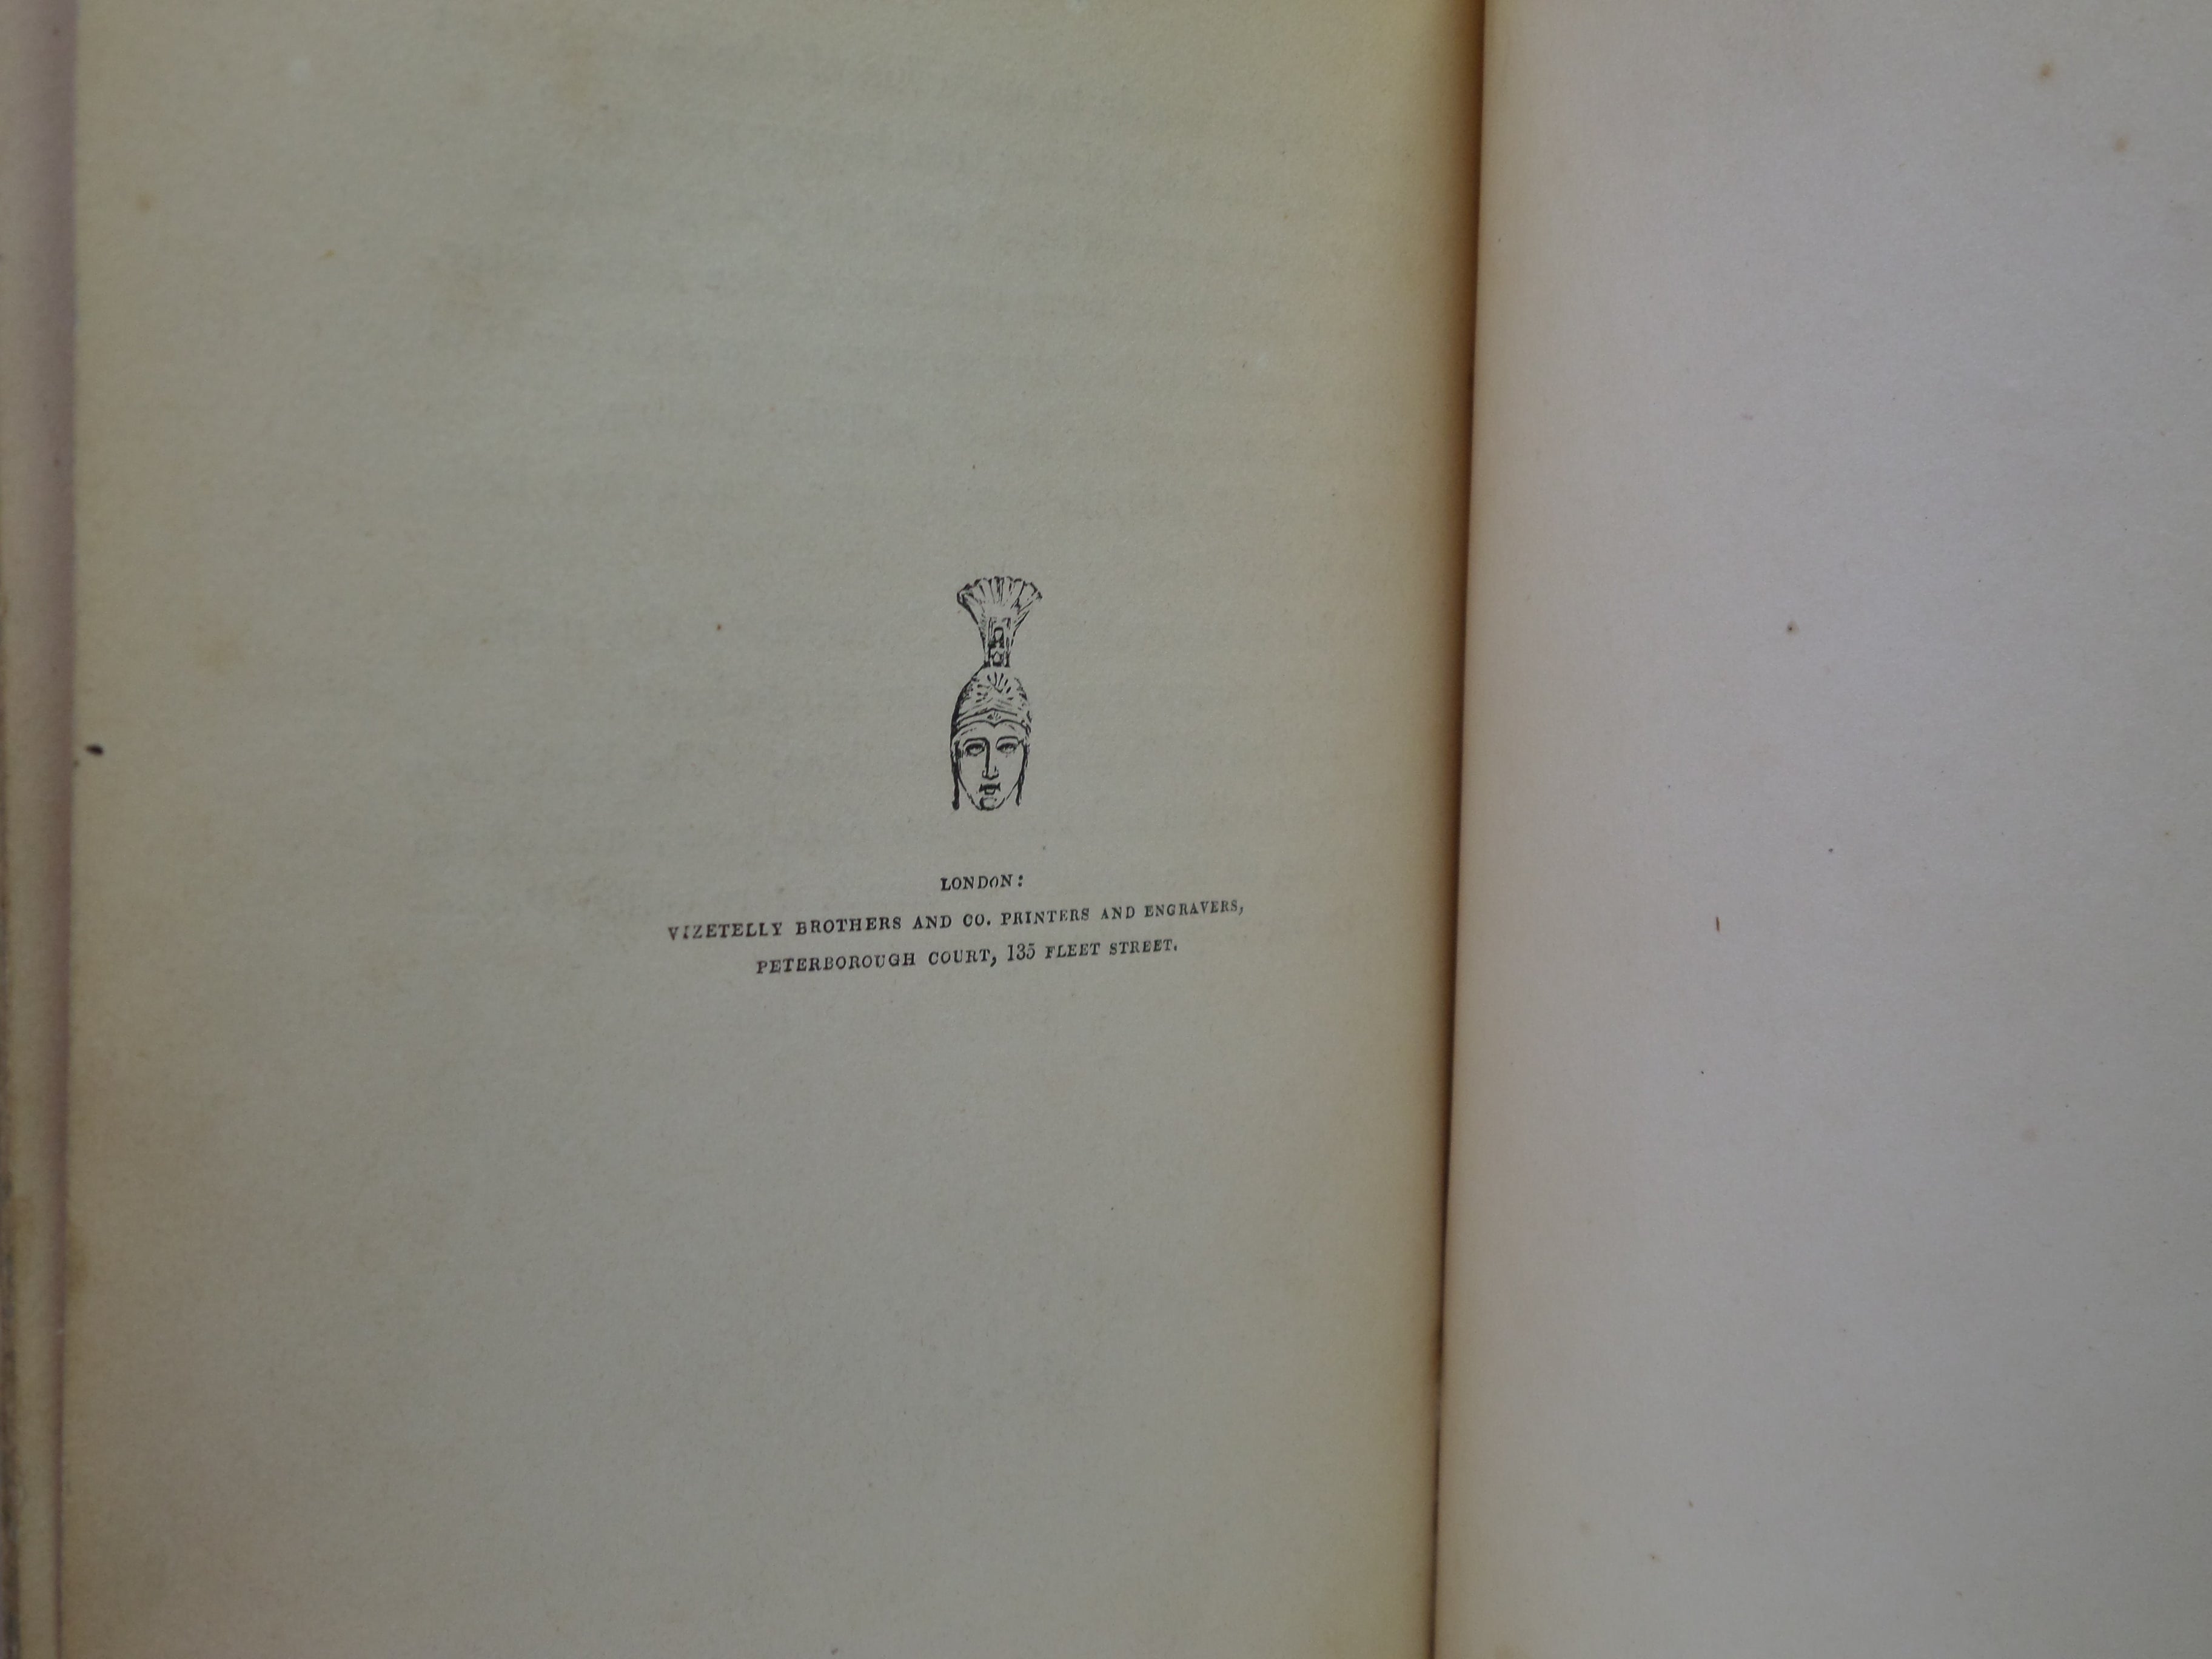 LONDON:
VIZETELLY BROTHERS AND CO. PRINTERS AND ENGRAVERS,
PETERBOROUGH COURT, 135 FLEET STREET.